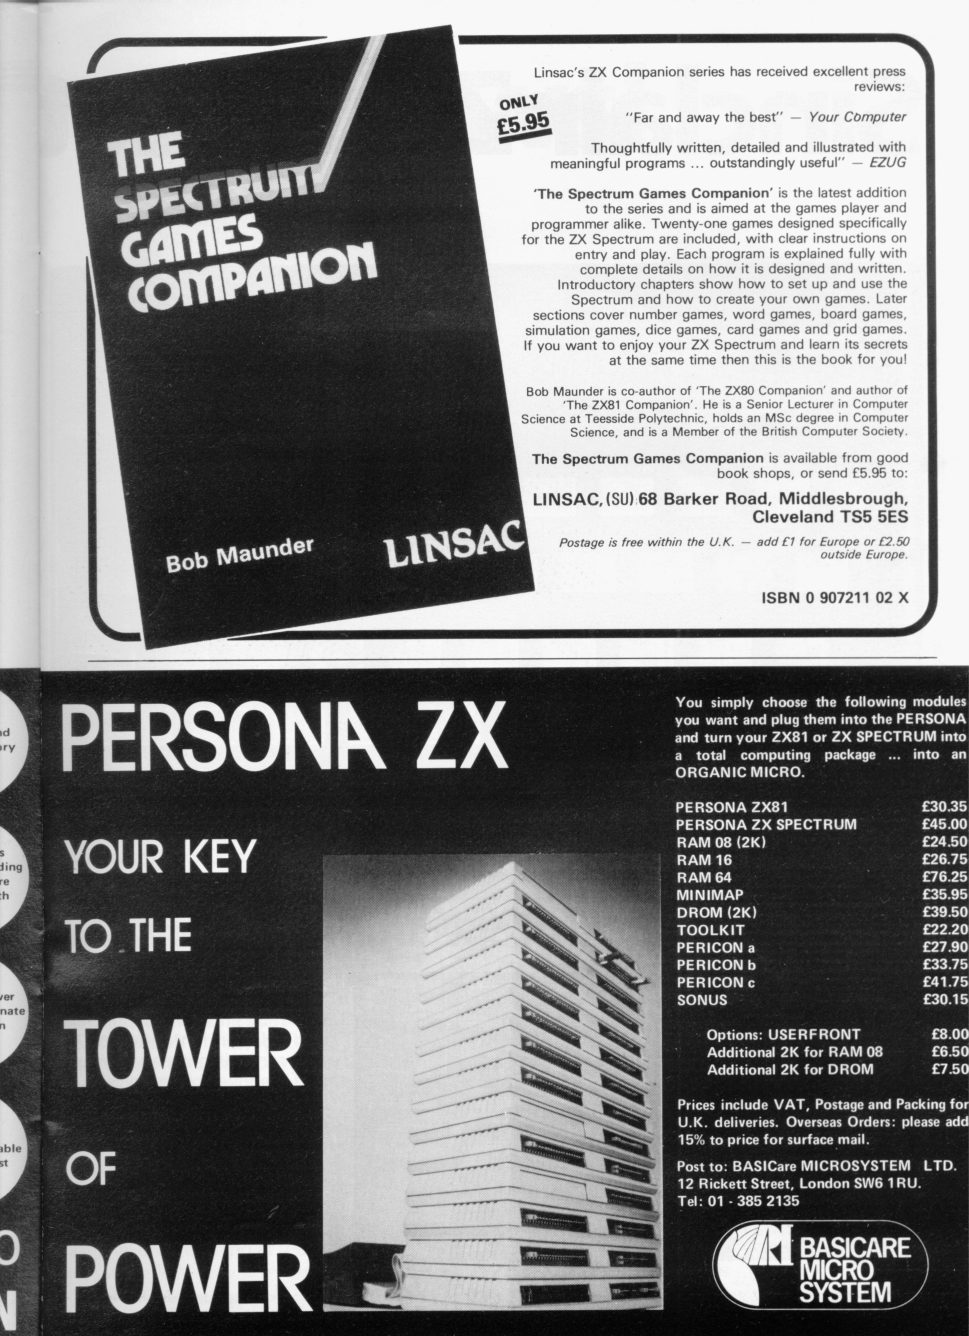 THE
SPECTRUM
GAMES
COMPANION
Bob Maunder
LINSAC
ONLY
£5.95
Linsac's ZX Companion series has received excellent press
reviews:
''Far and away the best'' — Your Computer
Thoughtfully written, detailed and illustrated with
meaningful programs ... outstandingly useful'' — EZUG
'The Spectrum Games Companion' is the latest addition
to the series and is aimed at the games player and
programmer alike. Twenty-one games designed specifically
for the ZX Spectrum are included, with clear instructions on
entry and play. Each program is explained fully with
complete details on how it is designed and written.
Introductory chapters show how to set up and use the
Spectrum and how to create your own games. Later
sections cover number games, word games, board games,
simulation games, dice games, card games and grid games.
If you want to enjoy your ZX Spectrum and learn its secrets
at the same time then this is the book for you!
Bob Maunder is co-author of 'The ZX80 Companion' and author of
'The ZX81 Companion'. He is a Senior Lecturer in Computer
Science at Teesside Polytechnic, holds an MSc degree in Computer
Science, and is a Member of the British Computer Society.
The Spectrum Games Companion is available from good
book shops, or send £5.95 to:
LINSAC, (SU) 68 Barker Road, Middlesbrough,
Cleveland TS5 5ES
Postage is free within the U.K. — add £1 for Europe or £2.50
outside Europe.
ISBN 0 907211 02 X
PERSONA ZX
YOUR KEY
TO THE
TOWER
OF
POWER
You simply choose the following modules
you want and plug them into the PERSONA
and turn your ZX81 or ZX SPECTRUM into
a total computing package ... into an
ORGANIC MICRO.
PERSONA ZX81 £30.35
PERSONA ZX SPECTRUM £45.00
RAM 08 (2K) £24.50
RAM 16 £26.75
RAM 64 £76.25
MINIMAP £35.95
DROM (2K) £39.50
TOOLKIT £22.20
PERICON a £27.90
PERICON b £33.75
PERICON c £41.75
SONUS £30.15
Options: USERFRONT £8.00
Additional 2K for RAM 08 £6.50
Additional 2K for DROM £7.50
Prices include VAT, Postage and Packing for
U.K. deliveries. Overseas Orders: please add
15% to price for surface mail.
Post to: BASICare MICROSYSTEM LTD.
12 Rickett Street, London SW6 1RU.
Tel: 01 - 385 2135
BASICARE
MICRO
SYSTEM